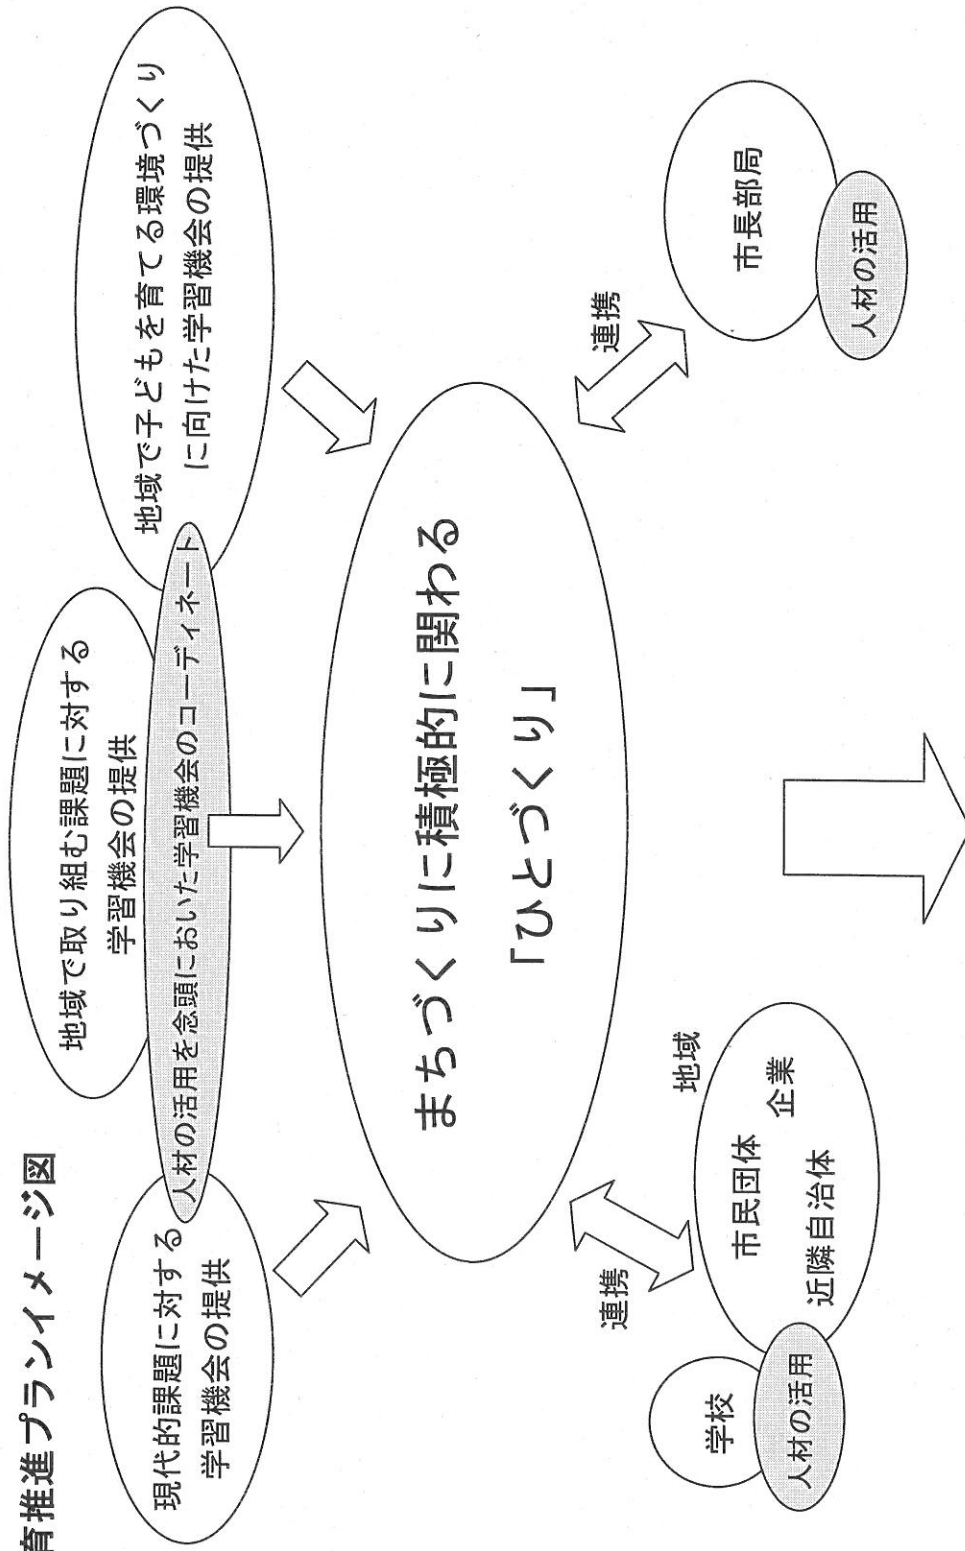 育推進プランイメージ図
地域で取り組む課題に対する
学習機会の提供
現代的課題に対する
学習機会の提供
地域で子どもを育てる環境づくり
に向けた学習機会の提供
人材の活用を念頭においた学習機会のコーディネート
まちづくりに積極的に関わる
「ひとづくり」
連携
連携
地域
市民団体
企業
近隣自治体
学校
人材の活用
市長部局
人材の活用